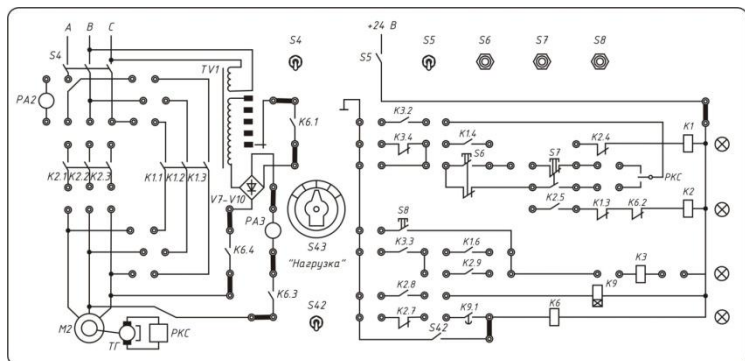 A B C
S4
TV1
S4
+24 В
S5
S5
S6
S7
S8
PA2
K6.1
K3.2
K3.4
K1.4
S6
S7
K2.4
K1
PKC
K2.1
K2.2
K2.3
K1.1
K1.2
K1.3
V7-V10
PA3
K2.5
K1.3
K6.2
K2
S43
"Нагрузка"
S8
K6.4
K3.3
K1.6
K2.9
K3
K9
K6.3
K2.8
S42
K2.7
K9.1
K6
S42
M2
ТГ
PKC